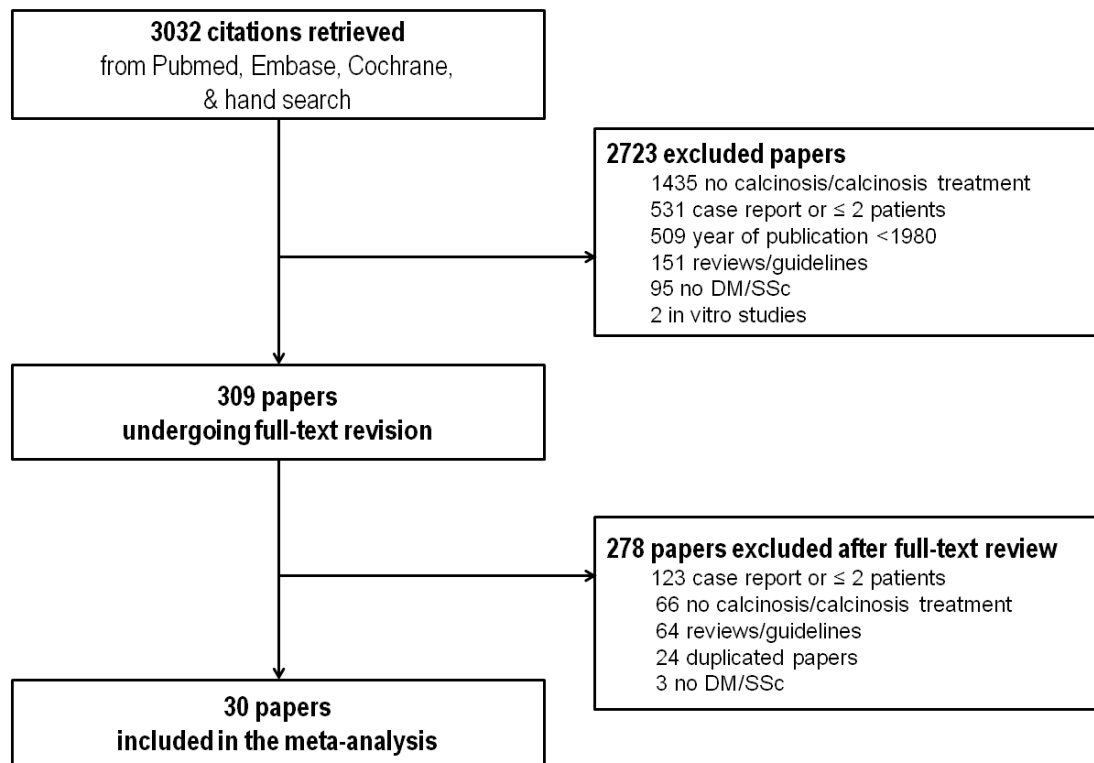 3032 citations retrieved
from Pubmed, Embase, Cochrane,
& hand search
2723 excluded papers
1435 no calcinosis/calcinosis treatment
531 case report or ≤ 2 patients
509 year of publication <1980
151 reviews/guidelines
95 no DM/SSc
2 in vitro studies
309 papers
undergoing full-text revision
278 papers excluded after full-text review
123 case report or ≤ 2 patients
66 no calcinosis/calcinosis treatment
64 reviews/guidelines
24 duplicated papers
3 no DM/SSc
30 papers
included in the meta-analysis